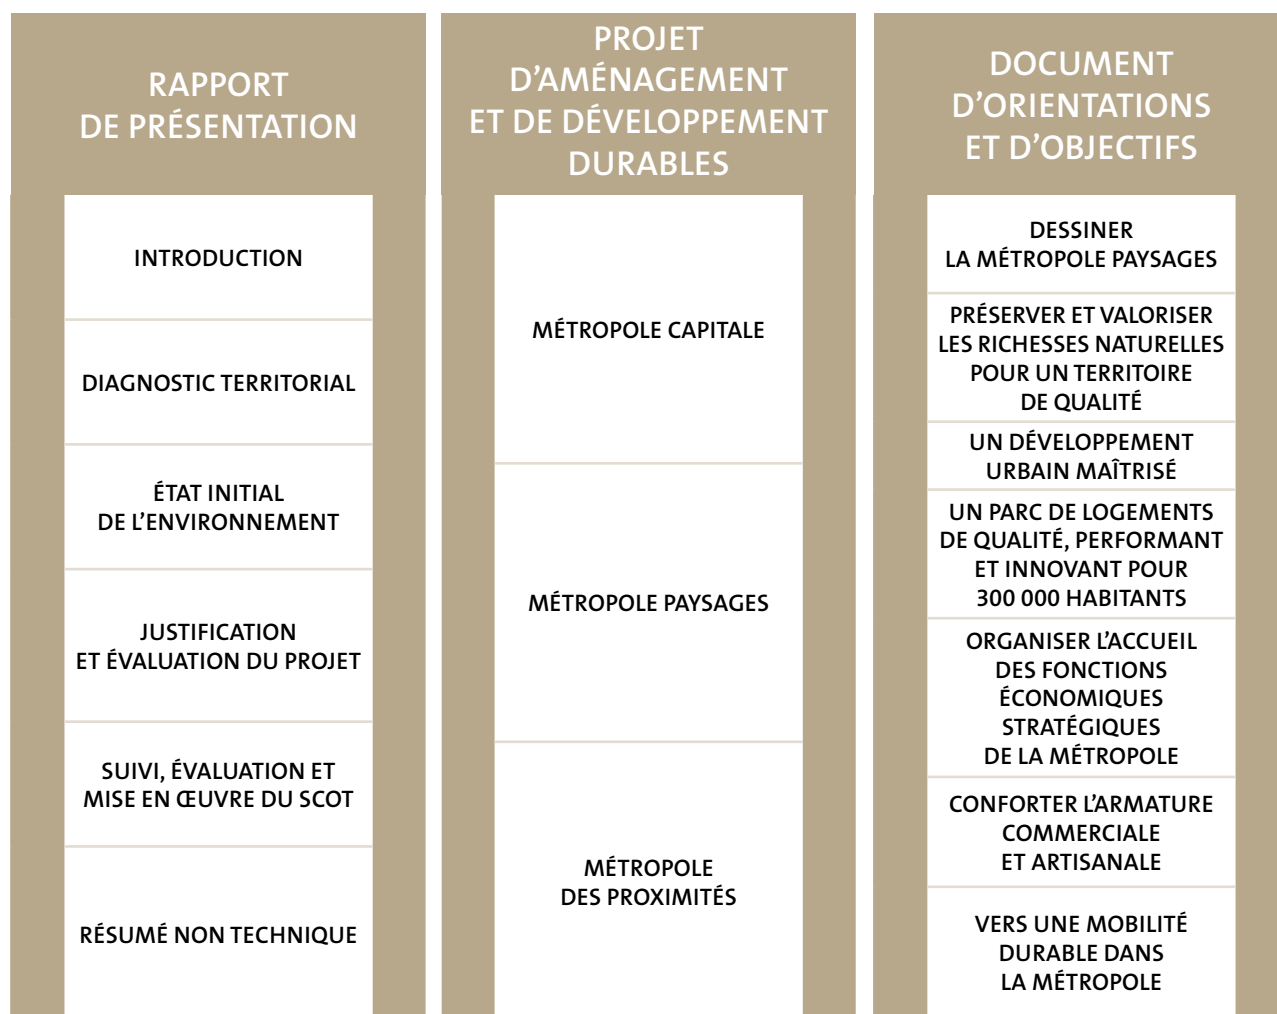 RAPPORT
DE PRÉSENTATION
INTRODUCTION
DIAGNOSTIC TERRITORIAL
ÉTAT INITIAL
DE L’ENVIRONNEMENT
JUSTIFICATION
ET ÉVALUATION DU PROJET
SUIVI, ÉVALUATION ET
MISE EN ŒUVRE DU SCOT
RÉSUMÉ NON TECHNIQUE
PROJET
D’AMÉNAGEMENT
ET DE DÉVELOPPEMENT
DURABLES
MÉTROPOLE CAPITALE
MÉTROPOLE PAYSAGES
MÉTROPOLE
DES PROXIMITÉS
DOCUMENT
D’ORIENTATIONS
ET D’OBJECTIFS
DESSINER
LA MÉTROPOLE PAYSAGES
PRÉSERVER ET VALORISER
LES RICHESSES NATURELLES
POUR UN TERRITOIRE
DE QUALITÉ
UN DÉVELOPPEMENT
URBAIN MAÎTRISÉ
UN PARC DE LOGEMENTS
DE QUALITÉ, PERFORMANT
ET INNOVANT POUR
300 000 HABITANTS
ORGANISER L’ACCUEIL
DES FONCTIONS
ÉCONOMIQUES
STRATÉGIQUES
DE LA MÉTROPOLE
CONFORTER L’ARMATURE
COMMERCIALE
ET ARTISANALE
VERS UNE MOBILITÉ
DURABLE DANS
LA MÉTROPOLE